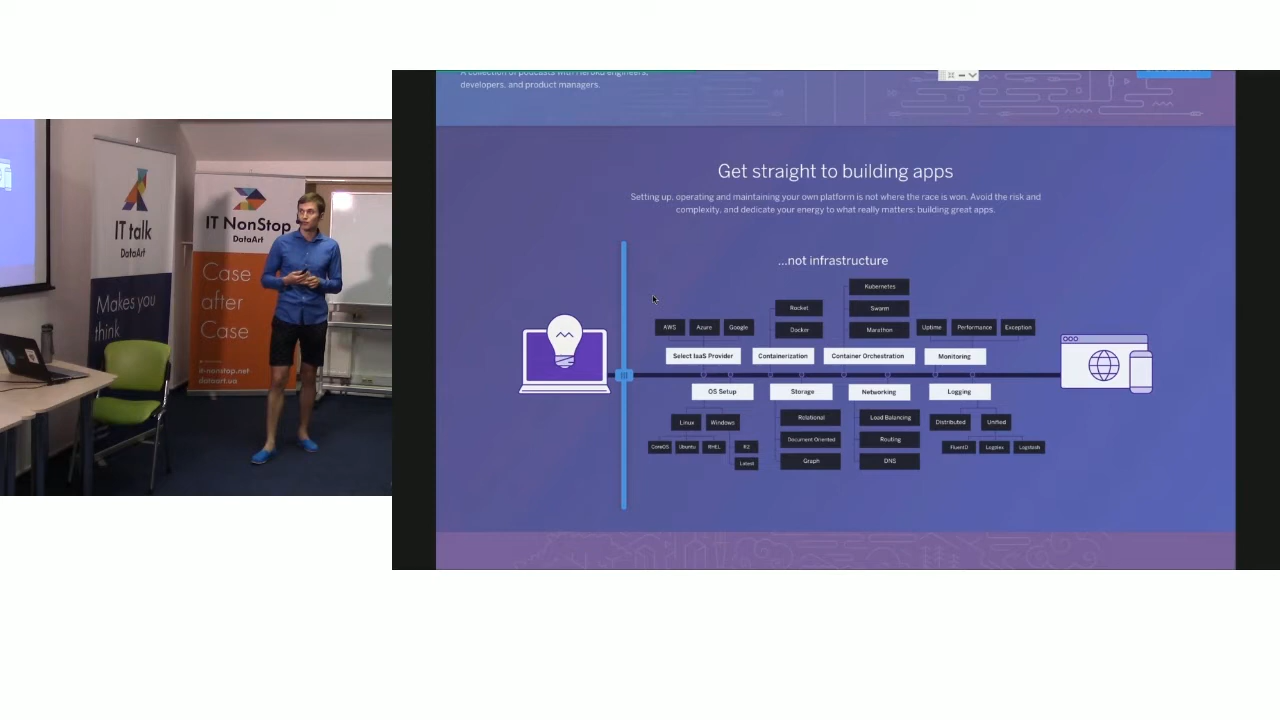 IT talk
DataArt
Makes you
think
IT NonStop
DataArt
Case
after
Case
it-nonstop.net
dataart.ua
A collection of podcasts with Heroku engineers,
developers, and product managers.
Get straight to building apps
Setting up, operating and maintaining your own platform is not where the race is won. Avoid the risk and
complexity, and dedicate your energy to what really matters: building great apps.
...not infrastructure
Kubernetes
Rocket
Swarm
AWS
Azure
Google
Docker
Marathon
Uptime
Performance
Exception
Select IaaS Provider
Containerization
Container Orchestration
Monitoring
OS Setup
Storage
Networking
Logging
Linux
Windows
Relational
Load Balancing
Distributed
Unified
CoreOS
Ubuntu
RHEL
R2
Document Oriented
Routing
FluentD
Logplex
Logstash
Latest
Graph
DNS